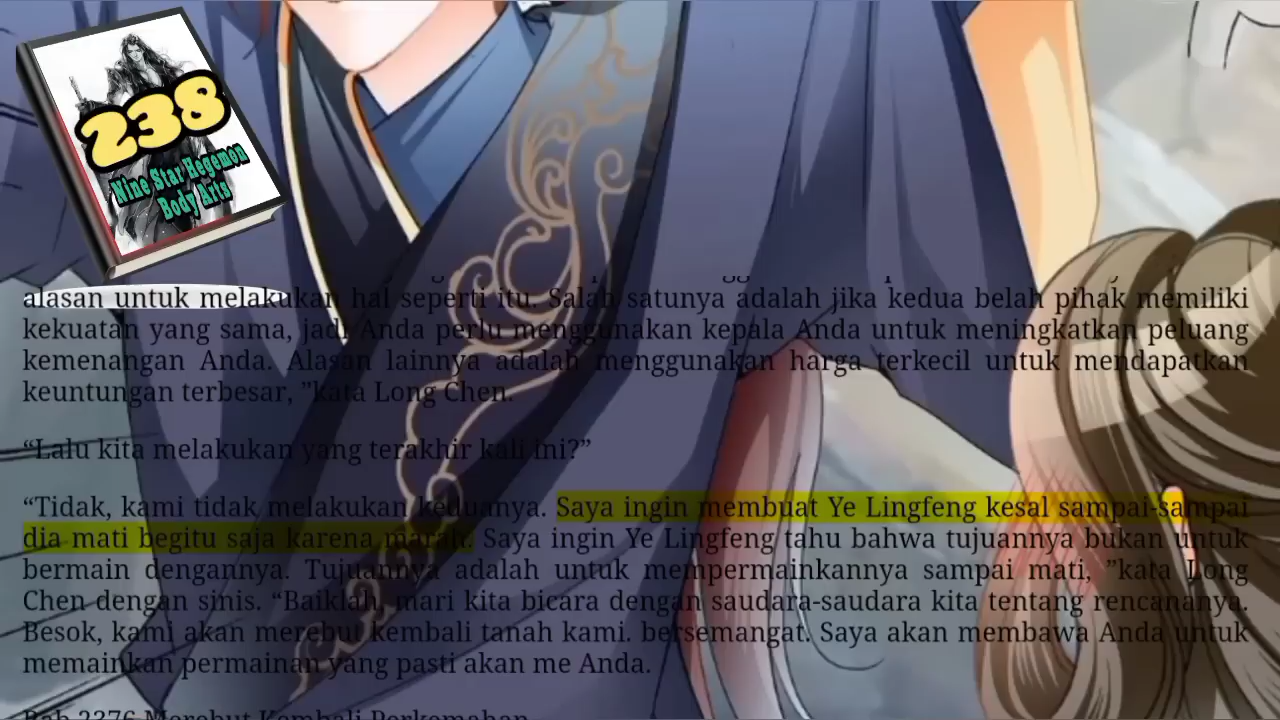 238
Nine Star Hegemon
Body Arts
alasan untuk melakukan hal seperti itu. Salah satunya adalah jika kedua belah pihak memiliki
kekuatan yang sama, jadi Anda perlu menggunakan kepala Anda untuk meningkatkan peluang
kemenangan Anda. Alasan lainnya adalah menggunakan harga terkecil untuk mendapatkan
keuntungan terbesar, ”kata Long Chen.
“Lalu kita melakukan yang terakhir kali ini?”
“Tidak, kami tidak melakukan keduanya. Saya ingin membuat Ye Lingfeng kesal sampai-sampai
dia mati begitu saja karena marah. Saya ingin Ye Lingfeng tahu bahwa tujuannya bukan untuk
bermain dengannya. Tujuannya adalah untuk mempermainkannya sampai mati, ”kata Long
Chen dengan sinis. “Baiklah, mari kita bicara dengan saudara-saudara kita tentang rencananya.
Besok, kami akan merebut kembali tanah kami. bersemangat. Saya akan membawa Anda untuk
memainkan permainan yang pasti akan me Anda.
Bab 2376 Merebut Kembali Perkemahan